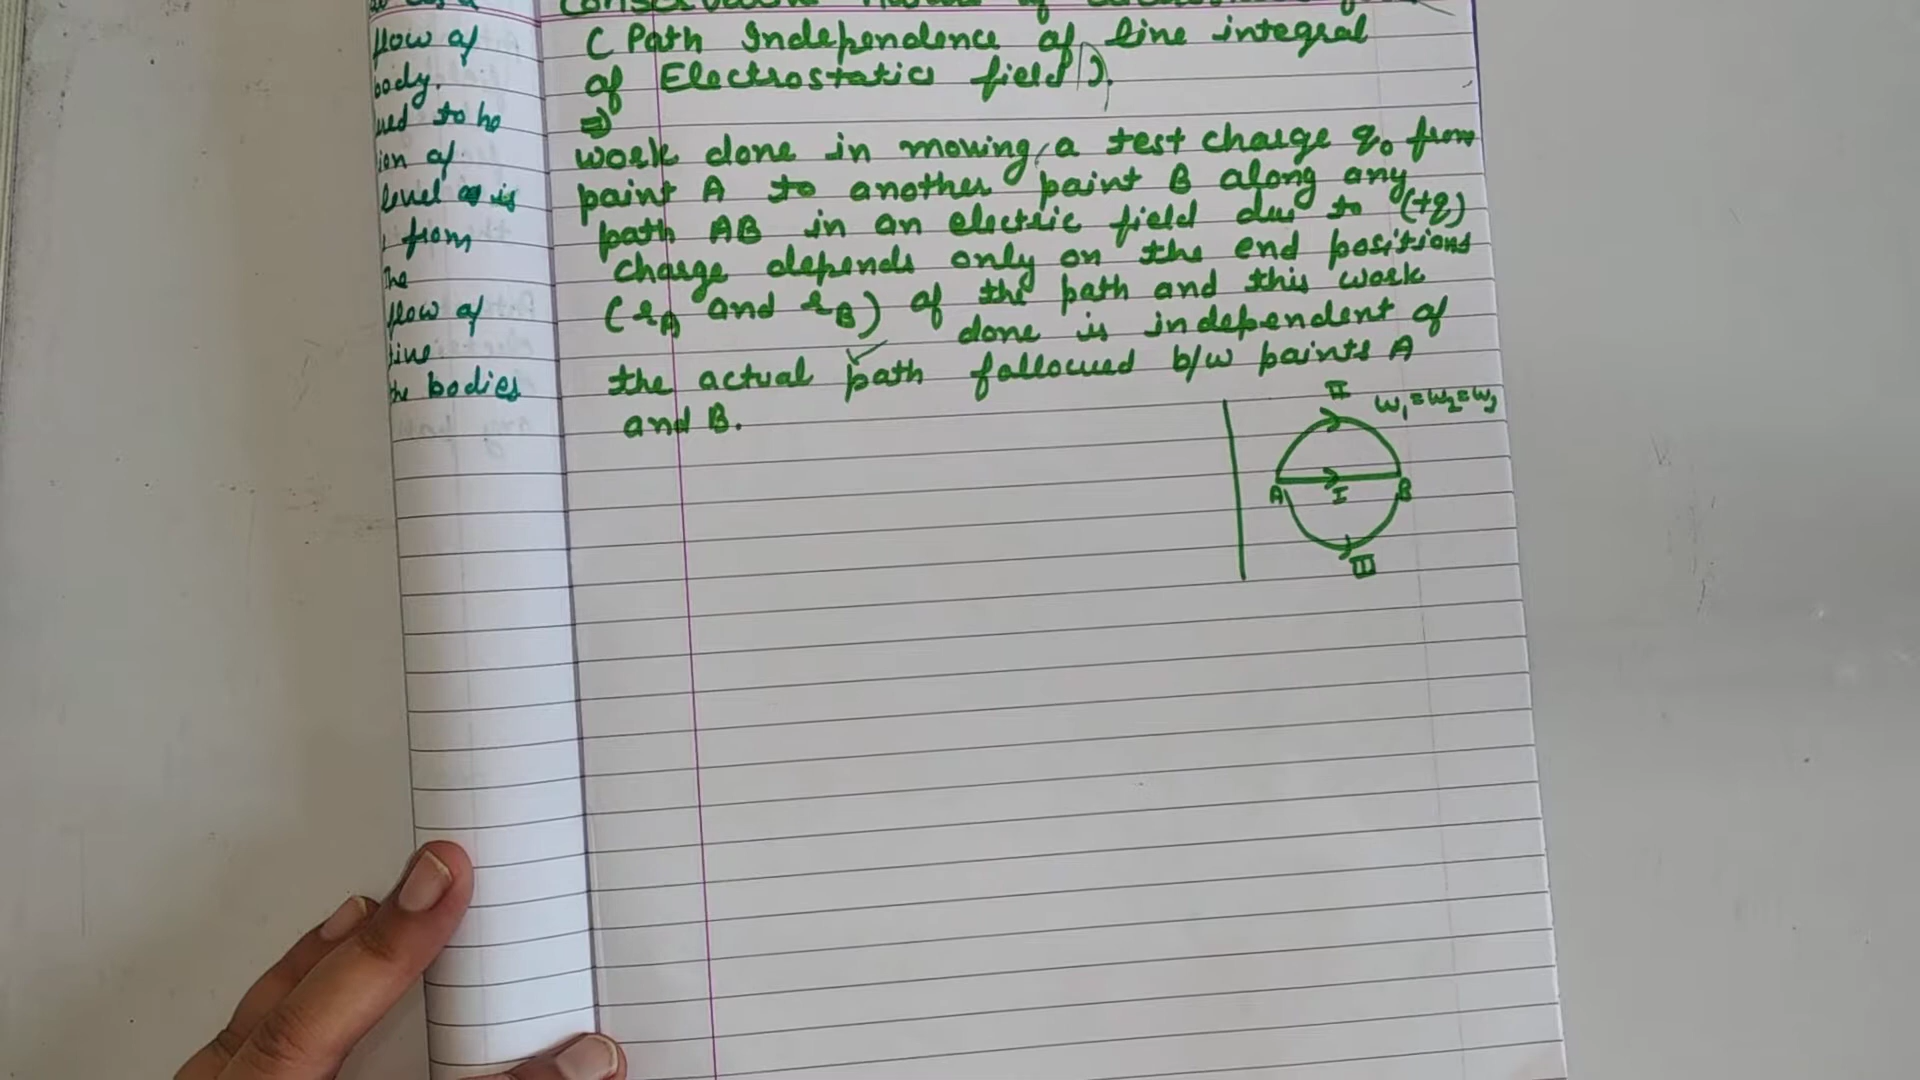 flow of
body.
to be
ion of
level is
from
The
flow of
the bodies
( Path Independence of line integral
of Electrostatic field ).
⇒
work done in moving a test charge q₀ from
point A to another point B along any
path AB in an electric field due to (+q)
charge depends only on the end positions
(rA and rB) of the path and this work
done is independent of
the actual path followed b/w points A
and B.
II
W₁=W₂=W₃
A I B
III